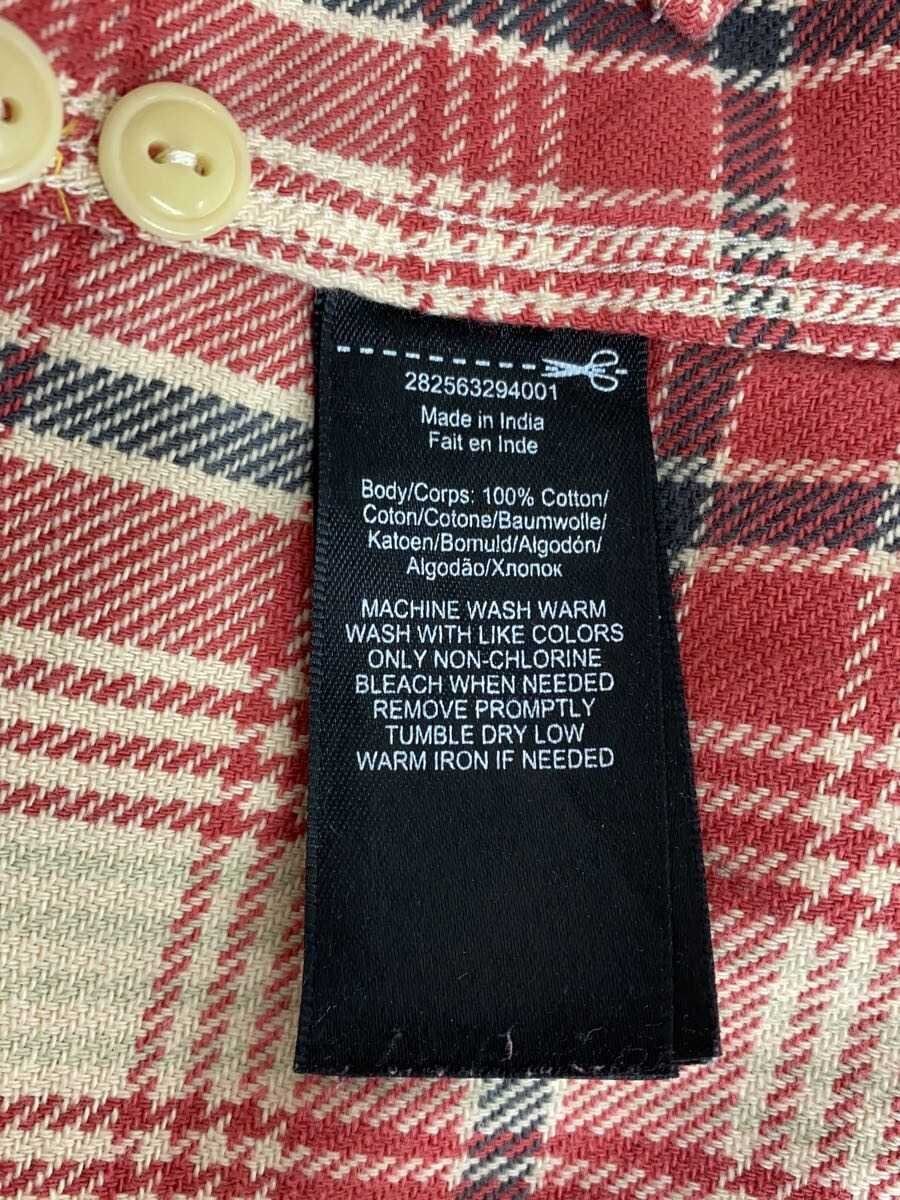 282563294001
Made in India
Fait en Inde
Body/Corps: 100% Cotton/
Coton/Cotone/Baumwolle/
Katoen/Bomuld/Algodón/
Algodão/Хлопок
MACHINE WASH WARM
WASH WITH LIKE COLORS
ONLY NON-CHLORINE
BLEACH WHEN NEEDED
REMOVE PROMPTLY
TUMBLE DRY LOW
WARM IRON IF NEEDED